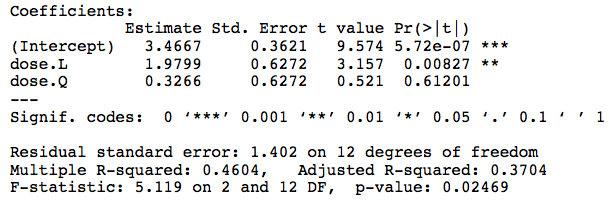 Coefficients:
            Estimate Std. Error t value Pr(>|t|)
(Intercept)   3.4667     0.3621   9.574 5.72e-07 ***
dose.L        1.9799     0.6272   3.157  0.00827 **
dose.Q        0.3266     0.6272   0.521  0.61201
---
Signif. codes:  0 ‘***’ 0.001 ‘**’ 0.01 ‘*’ 0.05 ‘.’ 0.1 ‘ ’ 1
Residual standard error: 1.402 on 12 degrees of freedom
Multiple R-squared: 0.4604,   Adjusted R-squared: 0.3704
F-statistic: 5.119 on 2 and 12 DF,  p-value: 0.02469